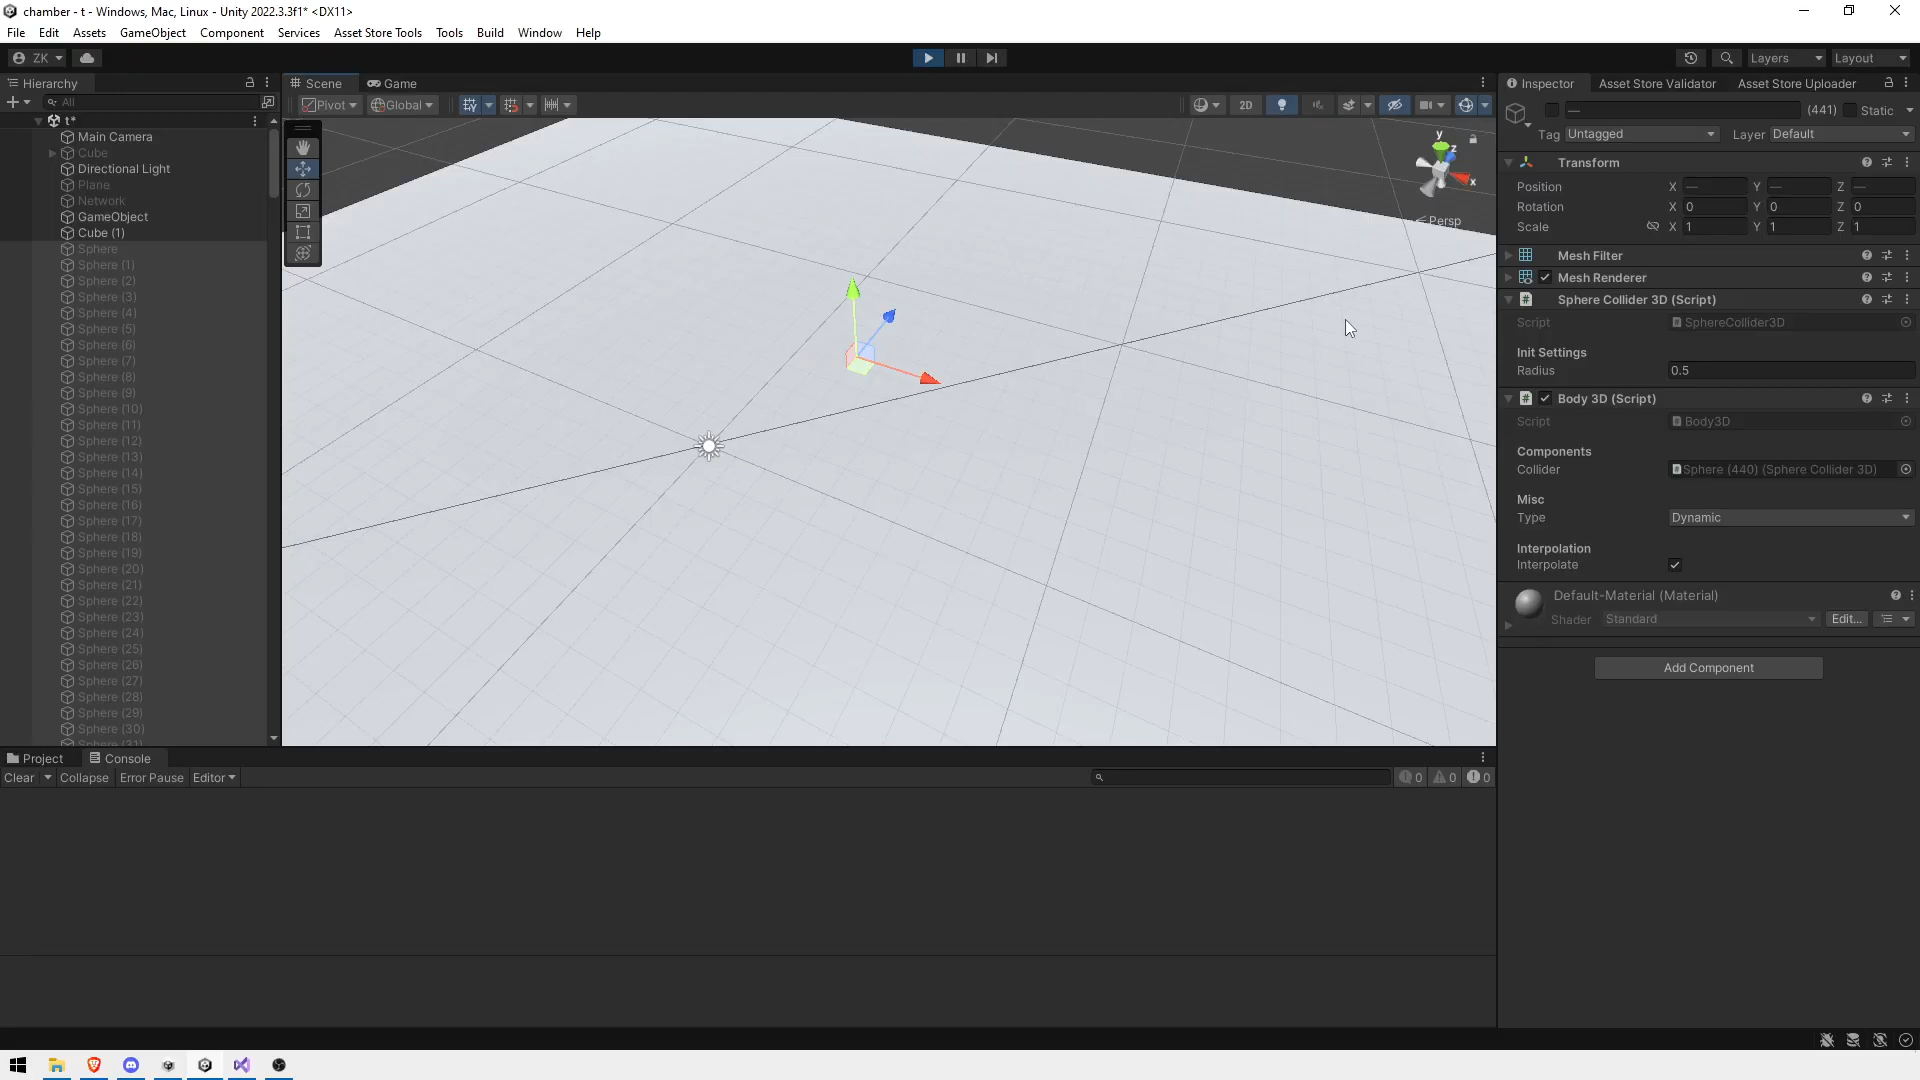 chamber - t - Windows, Mac, Linux - Unity 2022.3.3f1* <DX11>
File Edit Assets GameObject Component Services Asset Store Tools Tools Build Window Help
ZK
Layers
Layout
Hierarchy
All
t*
Main Camera
Cube
Directional Light
Plane
Network
GameObject
Cube (1)
Sphere
Sphere (1)
Sphere (2)
Sphere (3)
Sphere (4)
Sphere (5)
Sphere (6)
Sphere (7)
Sphere (8)
Sphere (9)
Sphere (10)
Sphere (11)
Sphere (12)
Sphere (13)
Sphere (14)
Sphere (15)
Sphere (16)
Sphere (17)
Sphere (18)
Sphere (19)
Sphere (20)
Sphere (21)
Sphere (22)
Sphere (23)
Sphere (24)
Sphere (25)
Sphere (26)
Sphere (27)
Sphere (28)
Sphere (29)
Sphere (30)
Sphere (31)
Scene Game
Pivot Global 2D
y
z
x
Persp
Inspector Asset Store Validator Asset Store Uploader
— (441) Static
Tag Untagged Layer Default
Transform
Position X — Y — Z —
Rotation X 0 Y 0 Z 0
Scale X 1 Y 1 Z 1
Mesh Filter
Mesh Renderer
# Sphere Collider 3D (Script)
Script SphereCollider3D
Init Settings
Radius 0.5
# Body 3D (Script)
Script Body3D
Components
Collider Sphere (440) (Sphere Collider 3D)
Misc
Type Dynamic
Interpolation
Interpolate
Default-Material (Material)
Shader Standard Edit...
Add Component
Project Console
Clear Collapse Error Pause Editor
0 0 0